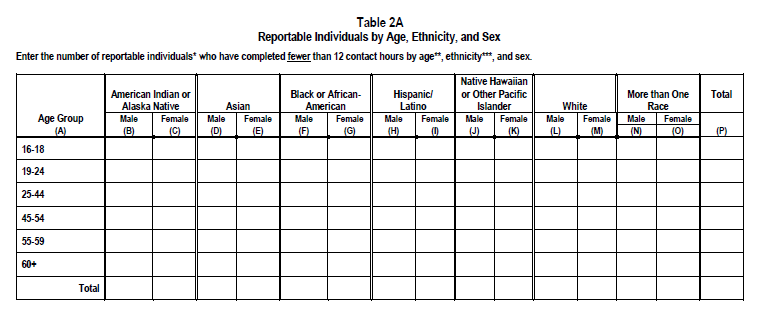 Table 2A
Reportable Individuals by Age, Ethnicity, and Sex
Enter the number of reportable individuals* who have completed fewer than 12 contact hours by age**, ethnicity***, and sex.
Age Group
(A)
American Indian or
Alaska Native
Asian
Black or African-
American
Hispanic/
Latino
Native Hawaiian
or Other Pacific
Islander
White
More than One
Race
Total
Male Female Male Female Male Female Male Female Male Female Male Female Male Female
(B) (C) (D) (E) (F) (G) (H) (I) (J) (K) (L) (M) (N) (O) (P)
16-18
19-24
25-44
45-54
55-59
60+
Total